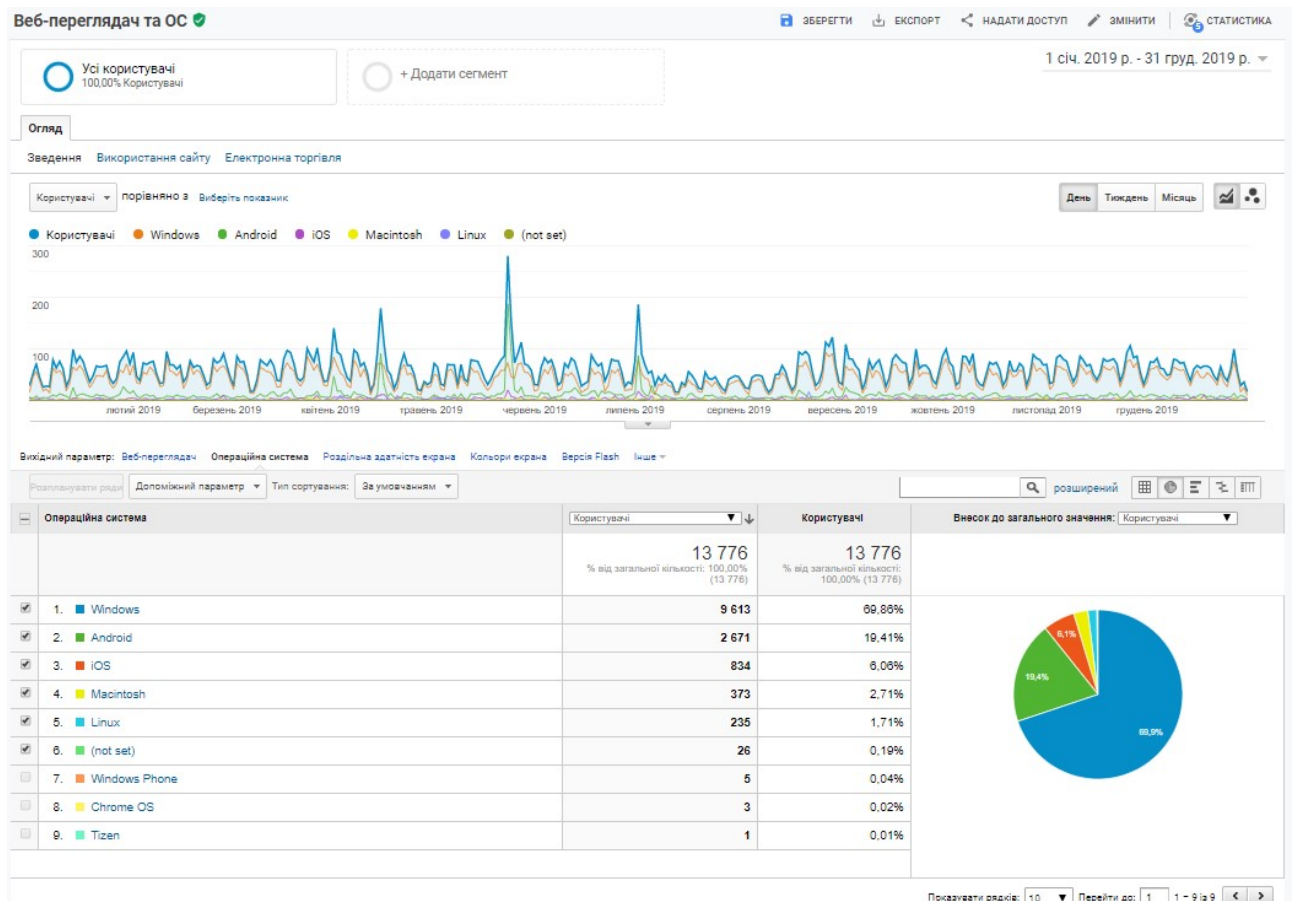 Веб-переглядач та ОС
ЗБЕРЕГТИ ЕКСПОРТ НАДАТИ ДОСТУП ЗМІНИТИ 5 СТАТИСТИКА
Усі користувачі
100,00% Користувачі
+ Додати сегмент
1 січ. 2019 р. - 31 груд. 2019 р.
Огляд
Зведення Використання сайту Електронна торгівля
Користувачі порівняно з Виберіть показник
День Тиждень Місяць
Користувачі Windows Android iOS Macintosh Linux (not set)
300
200
100
лютий 2019 березень 2019 квітень 2019 травень 2019 червень 2019 липень 2019 серпень 2019 вересень 2019 жовтень 2019 листопад 2019 грудень 2019
Вихідний параметр: Веб-переглядач Операційна система Роздільна здатність екрана Кольори екрана Версія Flash Інше
Розпланувати ряди Допоміжний параметр Тип сортування: За умовчанням розширений
Операційна система Користувачі Користувачі Внесок до загального значення: Користувачі
13 776 13 776
% від загальної кількості: 100,00% % від загальної кількості:
(13 776) 100,00% (13 776)
1. Windows 9 613 69,86%
2. Android 2 671 19,41%
3. iOS 834 6,06%
4. Macintosh 373 2,71%
5. Linux 235 1,71%
6. (not set) 26 0,19%
7. Windows Phone 5 0,04%
8. Chrome OS 3 0,02%
9. Tizen 1 0,01%
6,1%
19,4%
69,9%
Показувати рядків: 10 Перейти до: 1 1 – 9 із 9